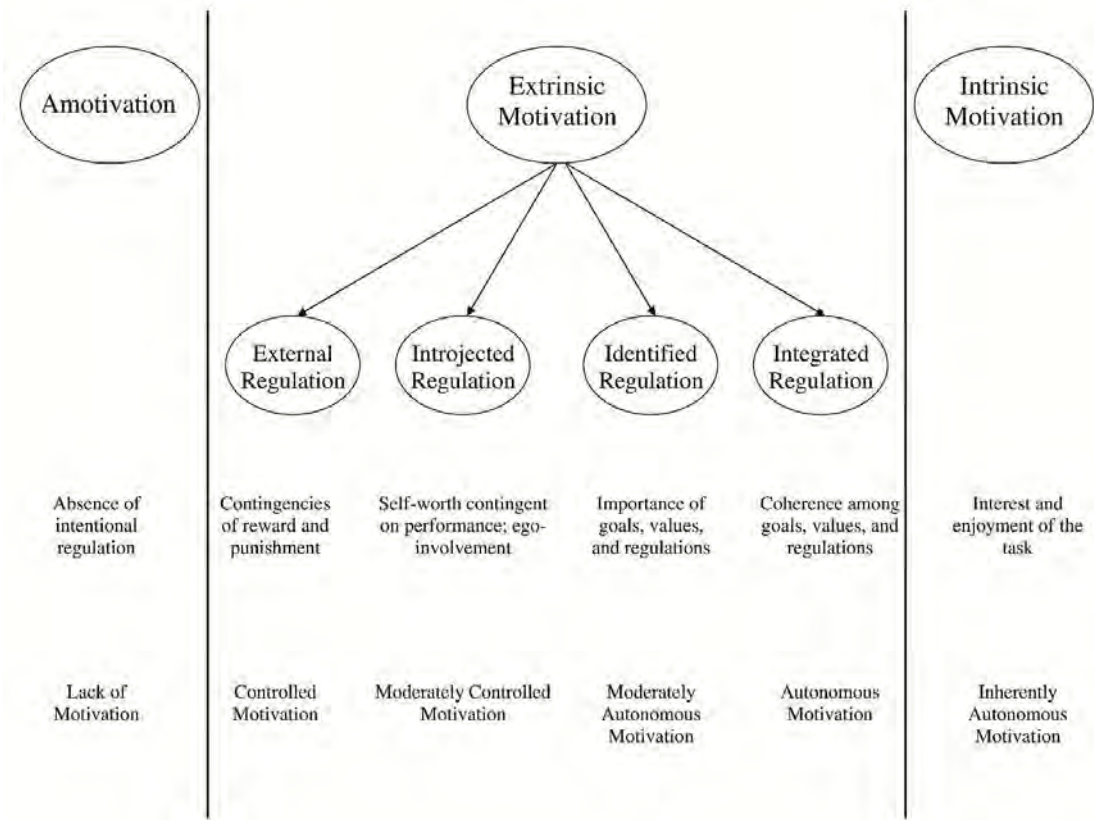 Amotivation
Extrinsic
Motivation
Intrinsic
Motivation
External
Regulation
Introjected
Regulation
Identified
Regulation
Integrated
Regulation
Absence of
intentional
regulation
Contingencies
of reward and
punishment
Self-worth contingent
on performance; ego-
involvement
Importance of
goals, values,
and regulations
Coherence among
goals, values, and
regulations
Interest and
enjoyment of the
task
Lack of
Motivation
Controlled
Motivation
Moderately Controlled
Motivation
Moderately
Autonomous
Motivation
Autonomous
Motivation
Inherently
Autonomous
Motivation